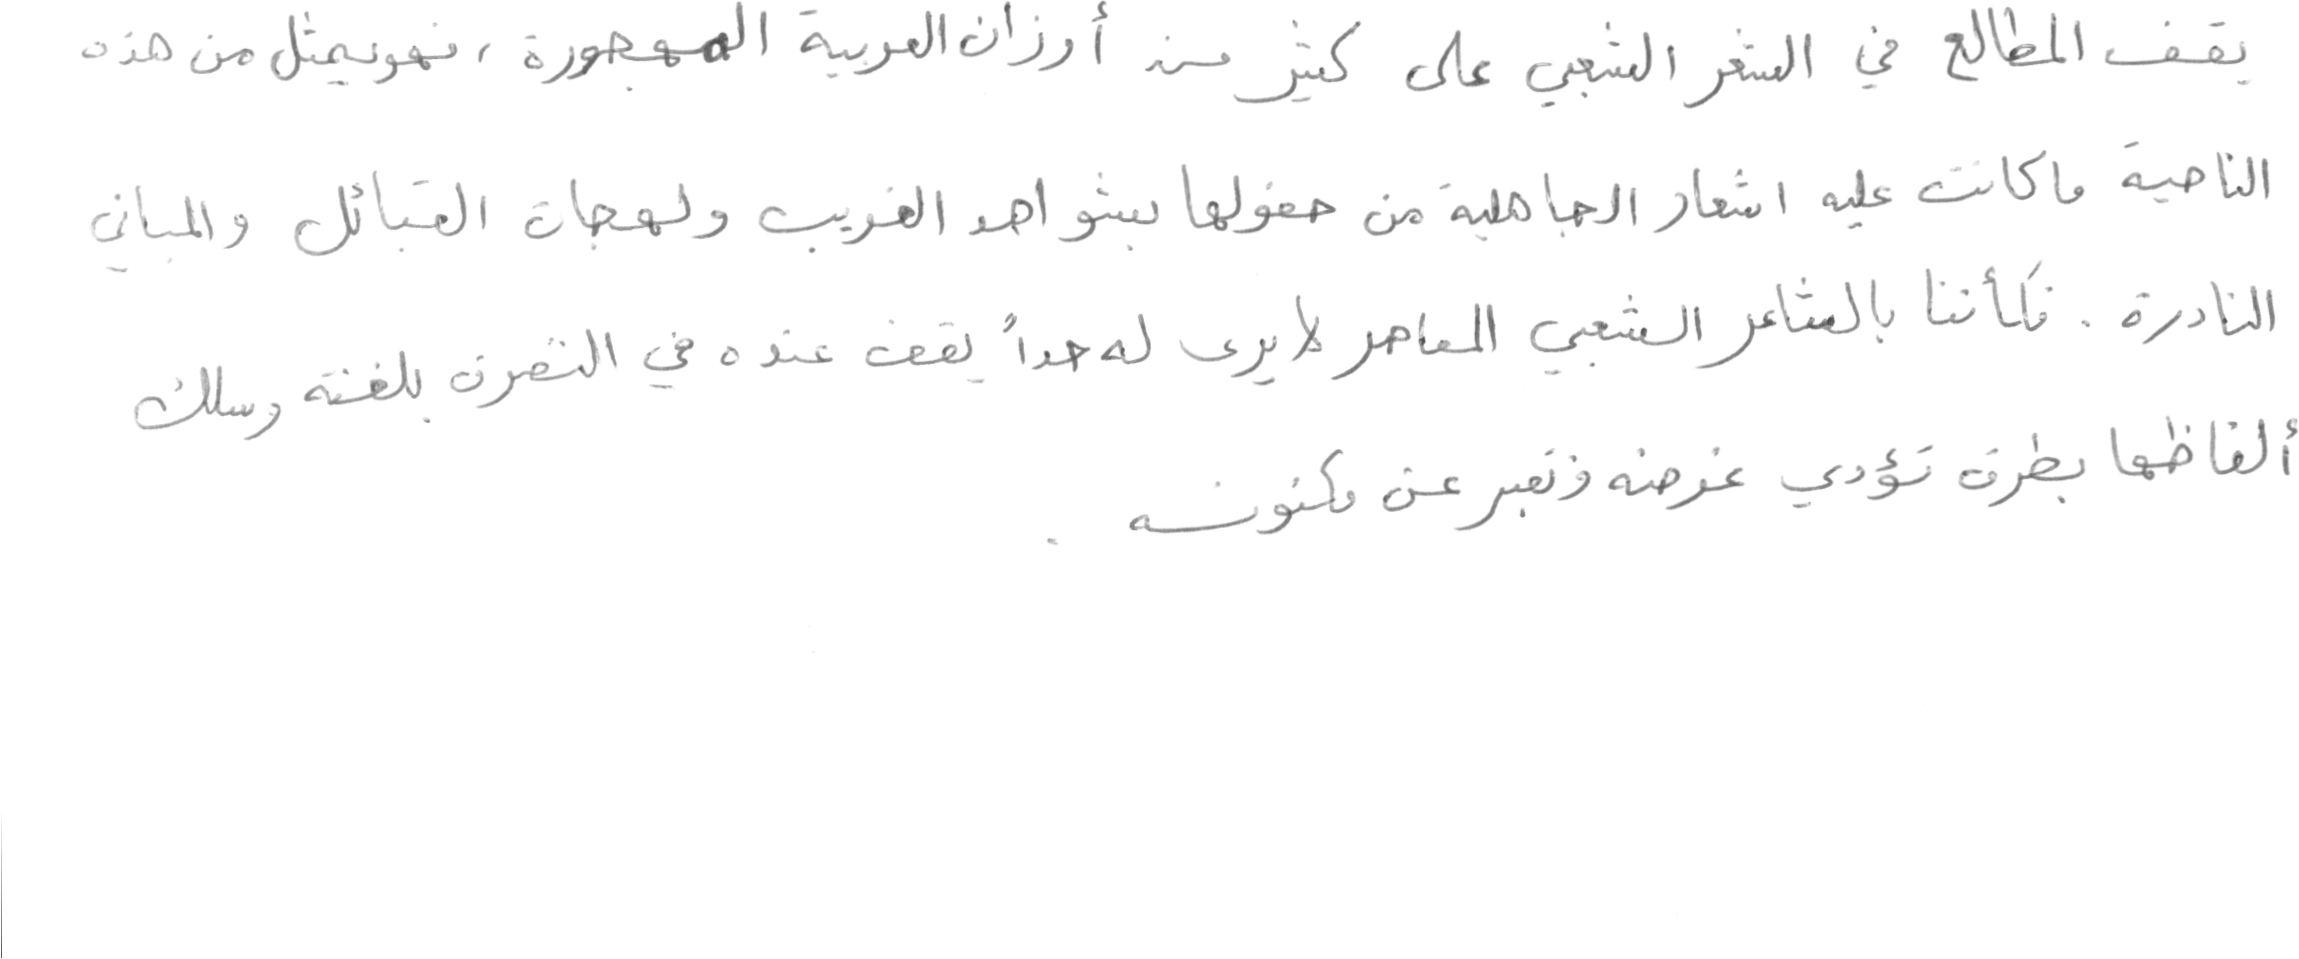 يقف المطالع في الشعر الشعبي على كثير من أوزان العربية المهجورة ، فهو يمثل من هذه
الناحية ما كانت عليه اشعار الجاهلية من حفولها بشواهد الغريب ولهجات القبائل والمباني
النادرة . فكأننا بالشاعر الشعبي المعاصر لا يرى له حداً يقف عنده في التصرف بلغته وسلك
ألفاظها بطرق تؤدي غرضه وتعبر عن مكنونه .